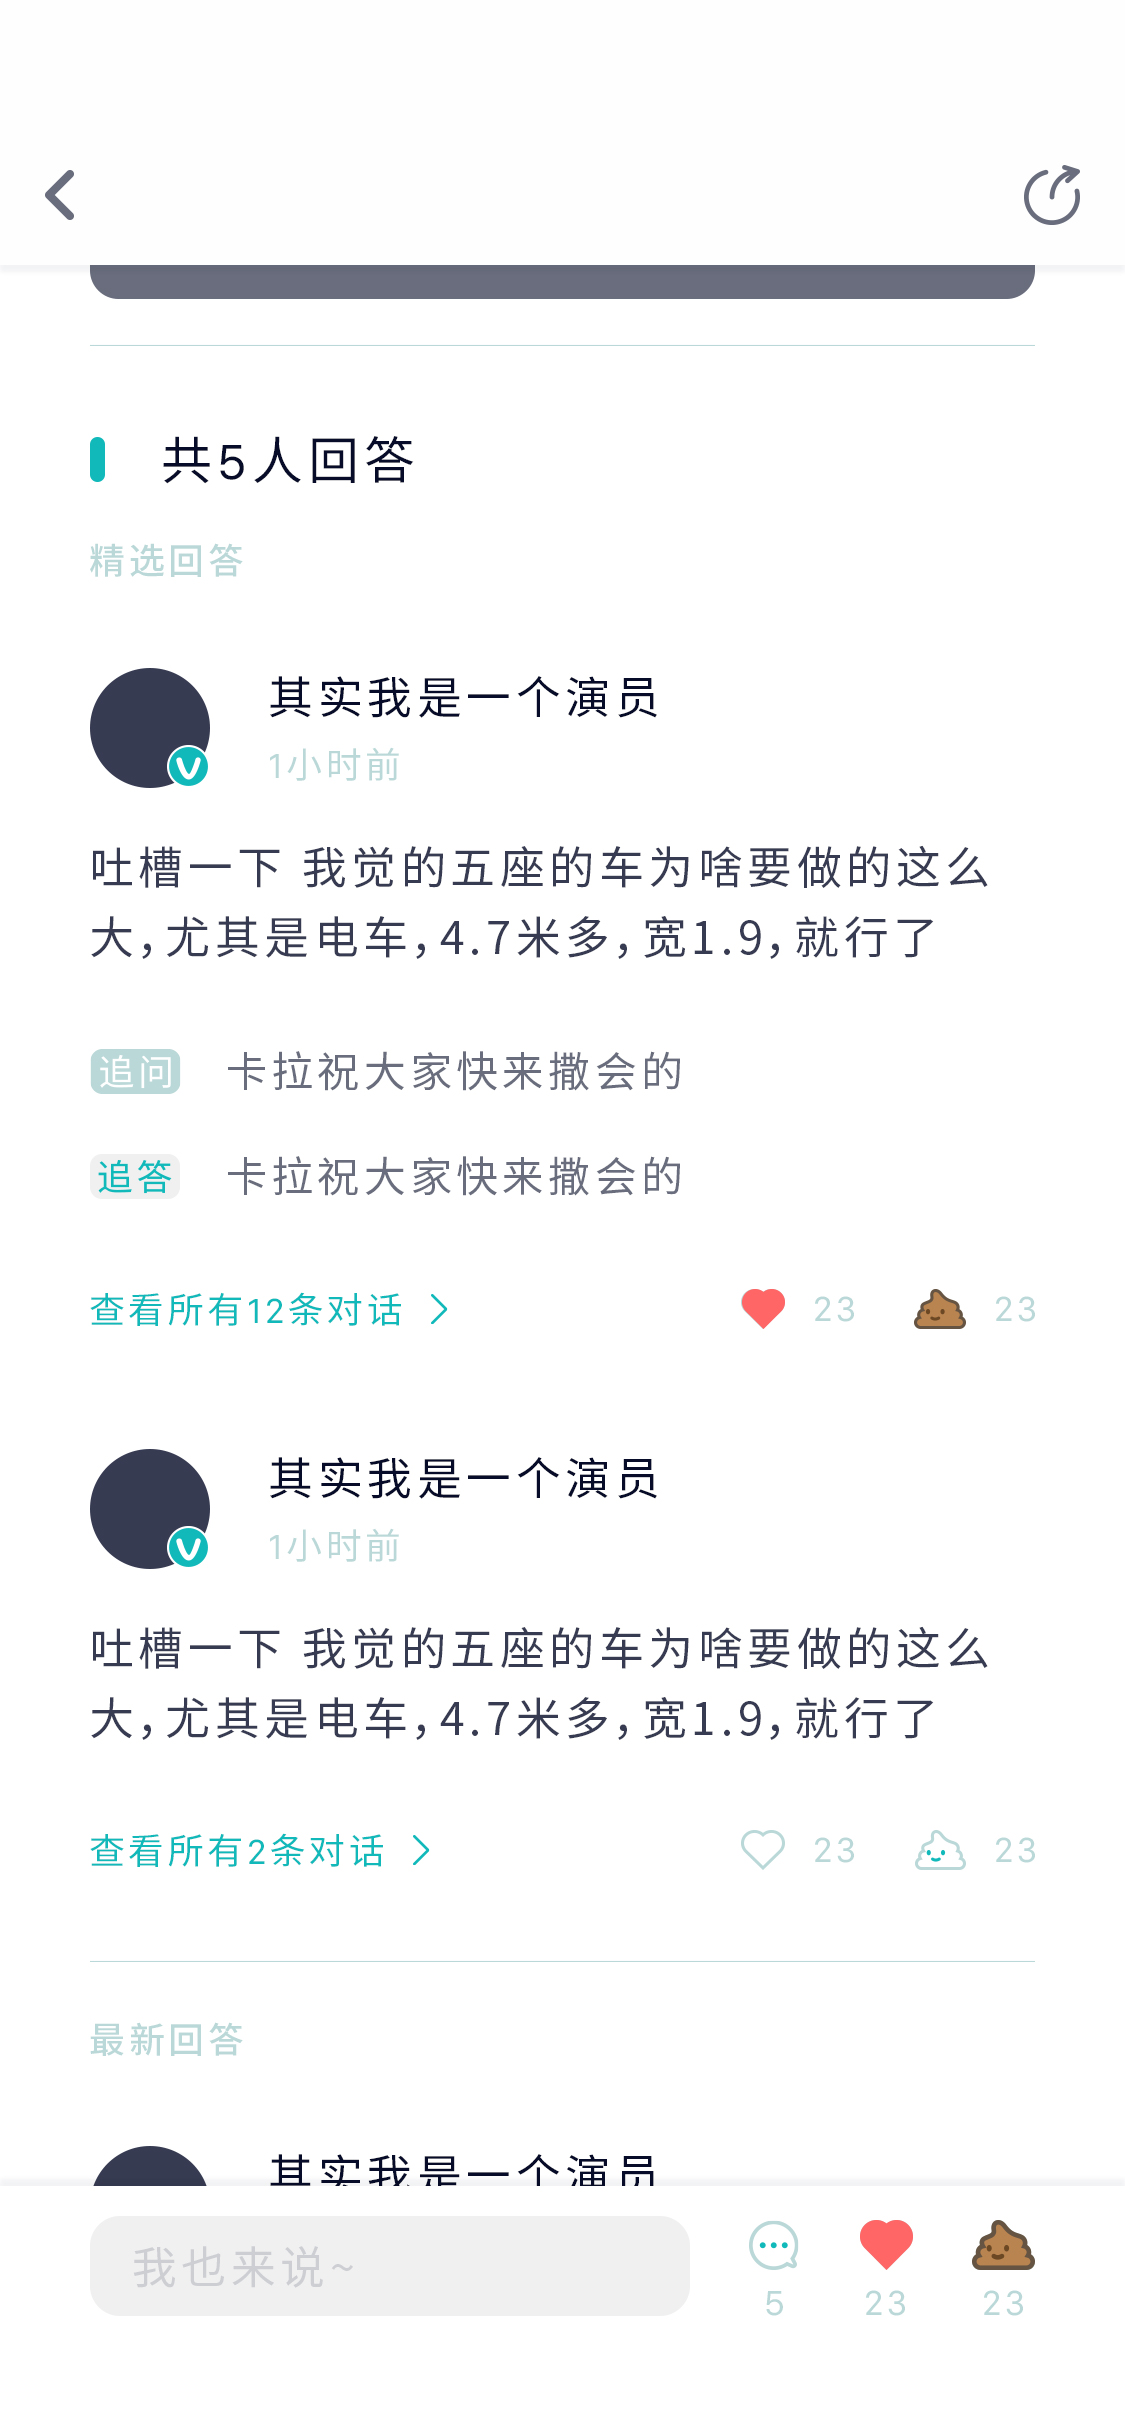 共5人回答
精选回答
其实我是一个演员
1小时前
吐槽一下 我觉的五座的车为啥要做的这么
大，尤其是电车，4.7米多，宽1.9，就行了
追问 卡拉祝大家快来撒会的
追答 卡拉祝大家快来撒会的
查看所有12条对话 23 23
其实我是一个演员
1小时前
吐槽一下 我觉的五座的车为啥要做的这么
大，尤其是电车，4.7米多，宽1.9，就行了
查看所有2条对话 23 23
最新回答
其实我是一个演员
我也来说~
5 23 23